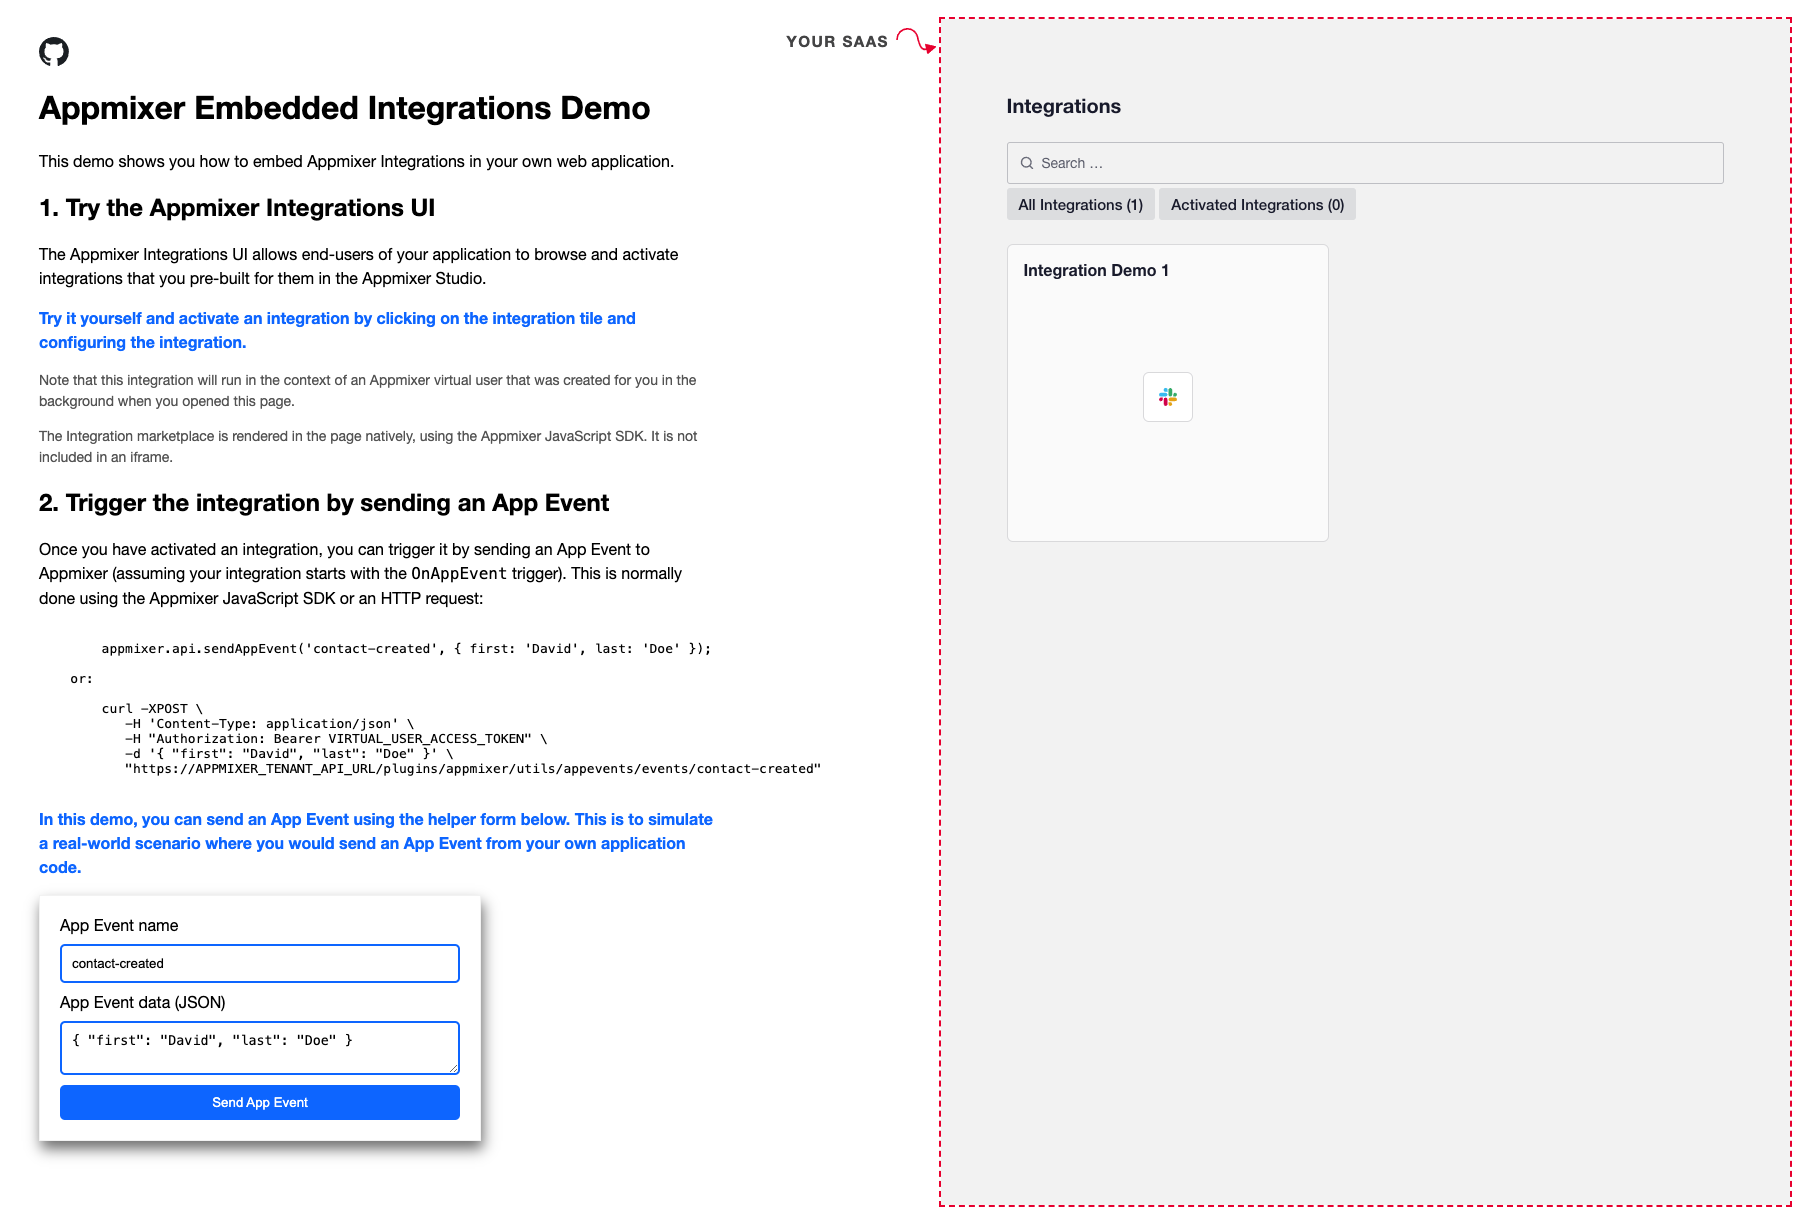 YOUR SAAS
Appmixer Embedded Integrations Demo
This demo shows you how to embed Appmixer Integrations in your own web application.
1. Try the Appmixer Integrations UI
The Appmixer Integrations UI allows end-users of your application to browse and activate
integrations that you pre-built for them in the Appmixer Studio.
Try it yourself and activate an integration by clicking on the integration tile and
configuring the integration.
Note that this integration will run in the context of an Appmixer virtual user that was created for you in the
background when you opened this page.
The Integration marketplace is rendered in the page natively, using the Appmixer JavaScript SDK. It is not
included in an iframe.
2. Trigger the integration by sending an App Event
Once you have activated an integration, you can trigger it by sending an App Event to
Appmixer (assuming your integration starts with the OnAppEvent trigger). This is normally
done using the Appmixer JavaScript SDK or an HTTP request:
appmixer.api.sendAppEvent('contact-created', { first: 'David', last: 'Doe' });
or:
curl -XPOST \
-H 'Content-Type: application/json' \
-H "Authorization: Bearer VIRTUAL_USER_ACCESS_TOKEN" \
-d '{ "first": "David", "last": "Doe" }' \
"https://APPMIXER_TENANT_API_URL/plugins/appmixer/utils/appevents/events/contact-created"
In this demo, you can send an App Event using the helper form below. This is to simulate
a real-world scenario where you would send an App Event from your own application
code.
App Event name
contact-created
App Event data (JSON)
{ "first": "David", "last": "Doe" }
Send App Event
Integrations
Search …
All Integrations (1)
Activated Integrations (0)
Integration Demo 1